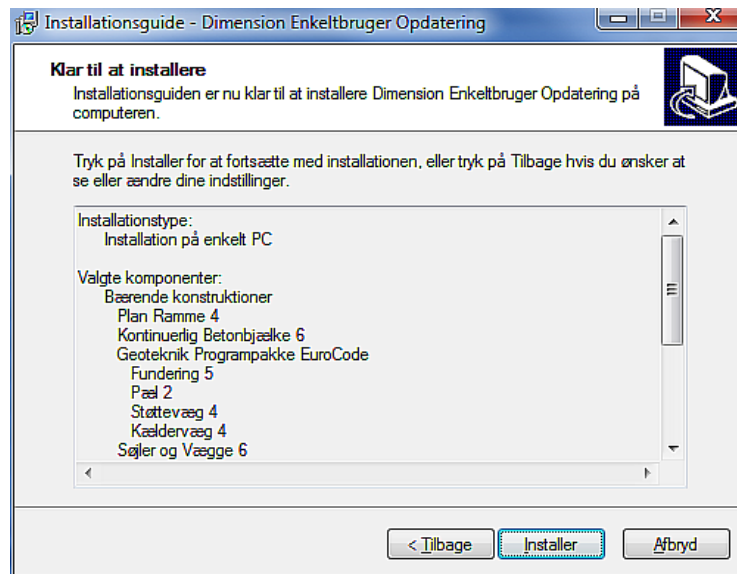 Installationsguide - Dimension Enkeltbruger Opdatering
Klar til at installere
Installationsguiden er nu klar til at installere Dimension Enkeltbruger Opdatering på
computeren.
Tryk på Installer for at fortsætte med installationen, eller tryk på Tilbage hvis du ønsker at
se eller ændre dine indstillinger.
Installationstype:
Installation på enkelt PC
Valgte komponenter:
Bærende konstruktioner
Plan Ramme 4
Kontinuerlig Betonbjælke 6
Geoteknik Programpakke EuroCode
Fundering 5
Pæl 2
Støttevæg 4
Kældervæg 4
Søjler og Vægge 6
< Tilbage Installer Afbryd